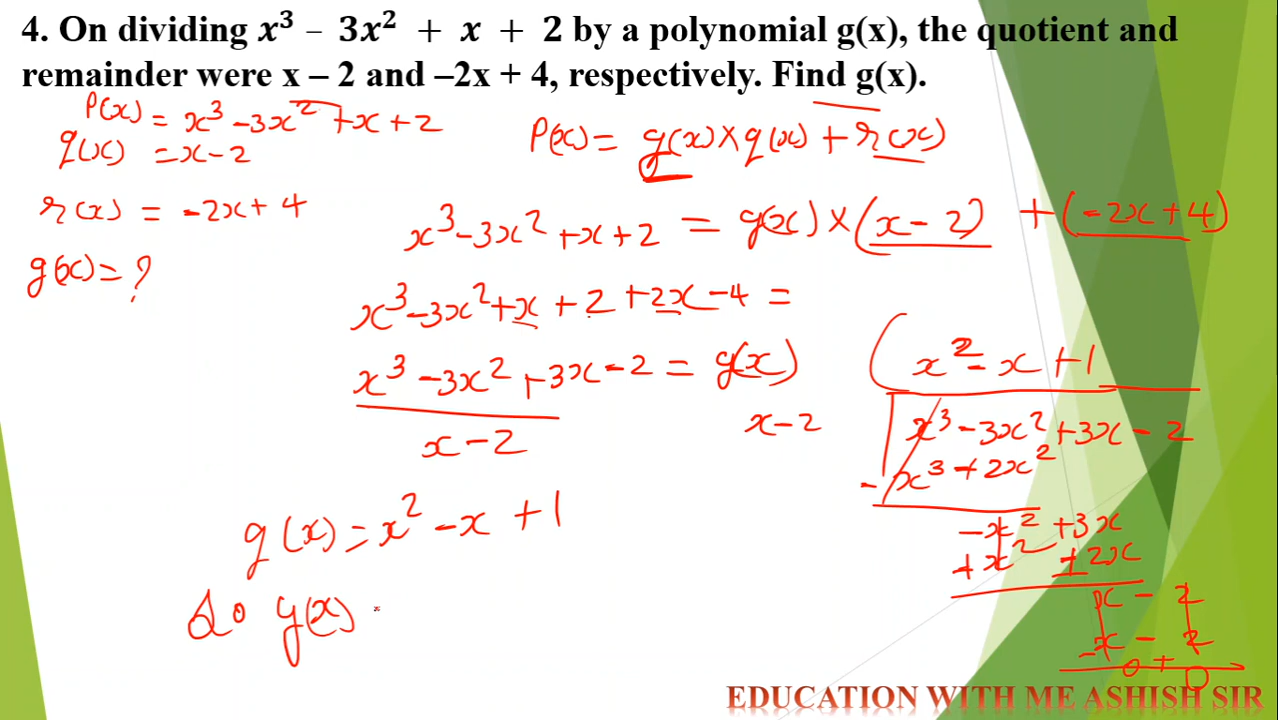 4. On dividing x³ – 3x² + x + 2 by a polynomial g(x), the quotient and
remainder were x – 2 and –2x + 4, respectively. Find g(x).
P(x) = x³ -3x² +x+2
q(x) = x-2
r(x) = -2x+4
g(x) = ?
P(x) = g(x) × q(x) + r(x)
x³-3x²+x+2 = g(x) × (x-2) + (-2x+4)
x³-3x²+x+2+2x-4 =
x³-3x²+3x-2 = g(x)
x-2
g(x) = x²-x+1
So g(x)
x²-x+1
x-2
x³-3x²+3x-2
-x³+2x²
-x²+3x
+x² +2x
x-2
-x-2
0+0
EDUCATION WITH ME ASHISH SIR